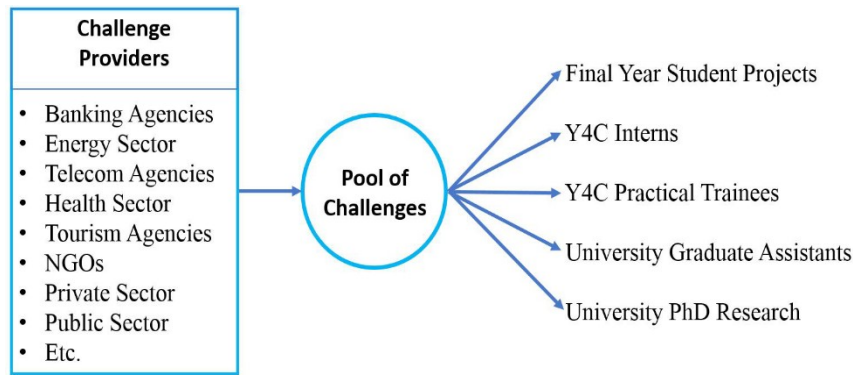 Challenge
Providers
• Banking Agencies
• Energy Sector
• Telecom Agencies
• Health Sector
• Tourism Agencies
• NGOs
• Private Sector
• Public Sector
• Etc.
Pool of
Challenges
Final Year Student Projects
Y4C Interns
Y4C Practical Trainees
University Graduate Assistants
University PhD Research